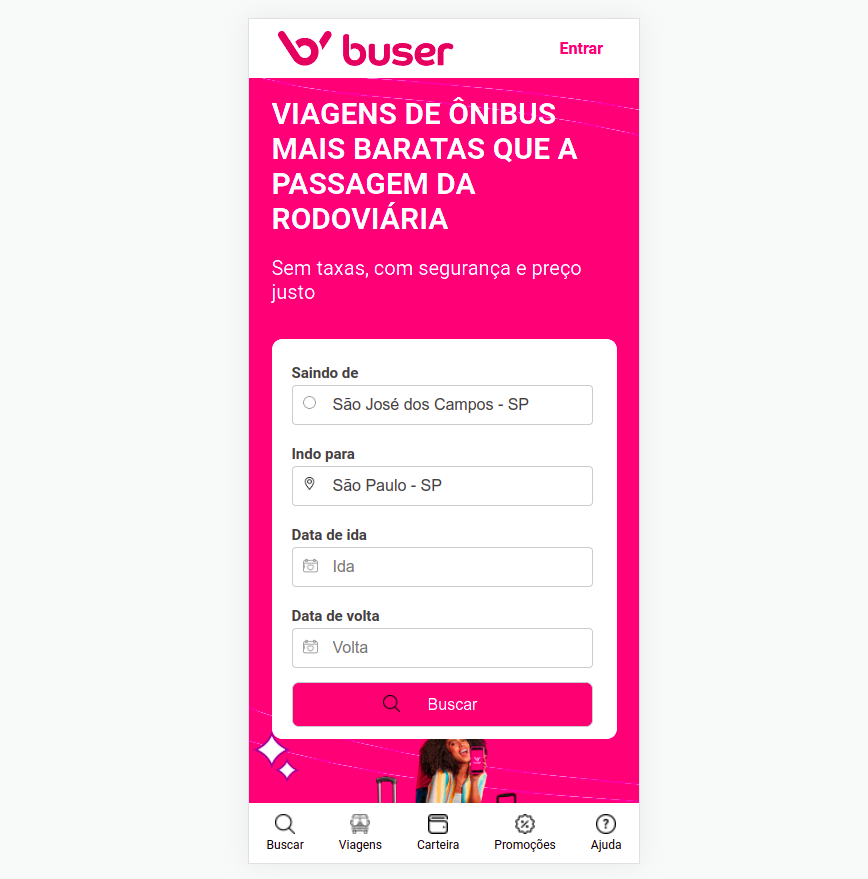 buser
Entrar
VIAGENS DE ÔNIBUS
MAIS BARATAS QUE A
PASSAGEM DA
RODOVIÁRIA
Sem taxas, com segurança e preço
justo
Saindo de
São José dos Campos - SP
Indo para
São Paulo - SP
Data de ida
Ida
Data de volta
Volta
Buscar
Buscar
Viagens
Carteira
Promoções
Ajuda